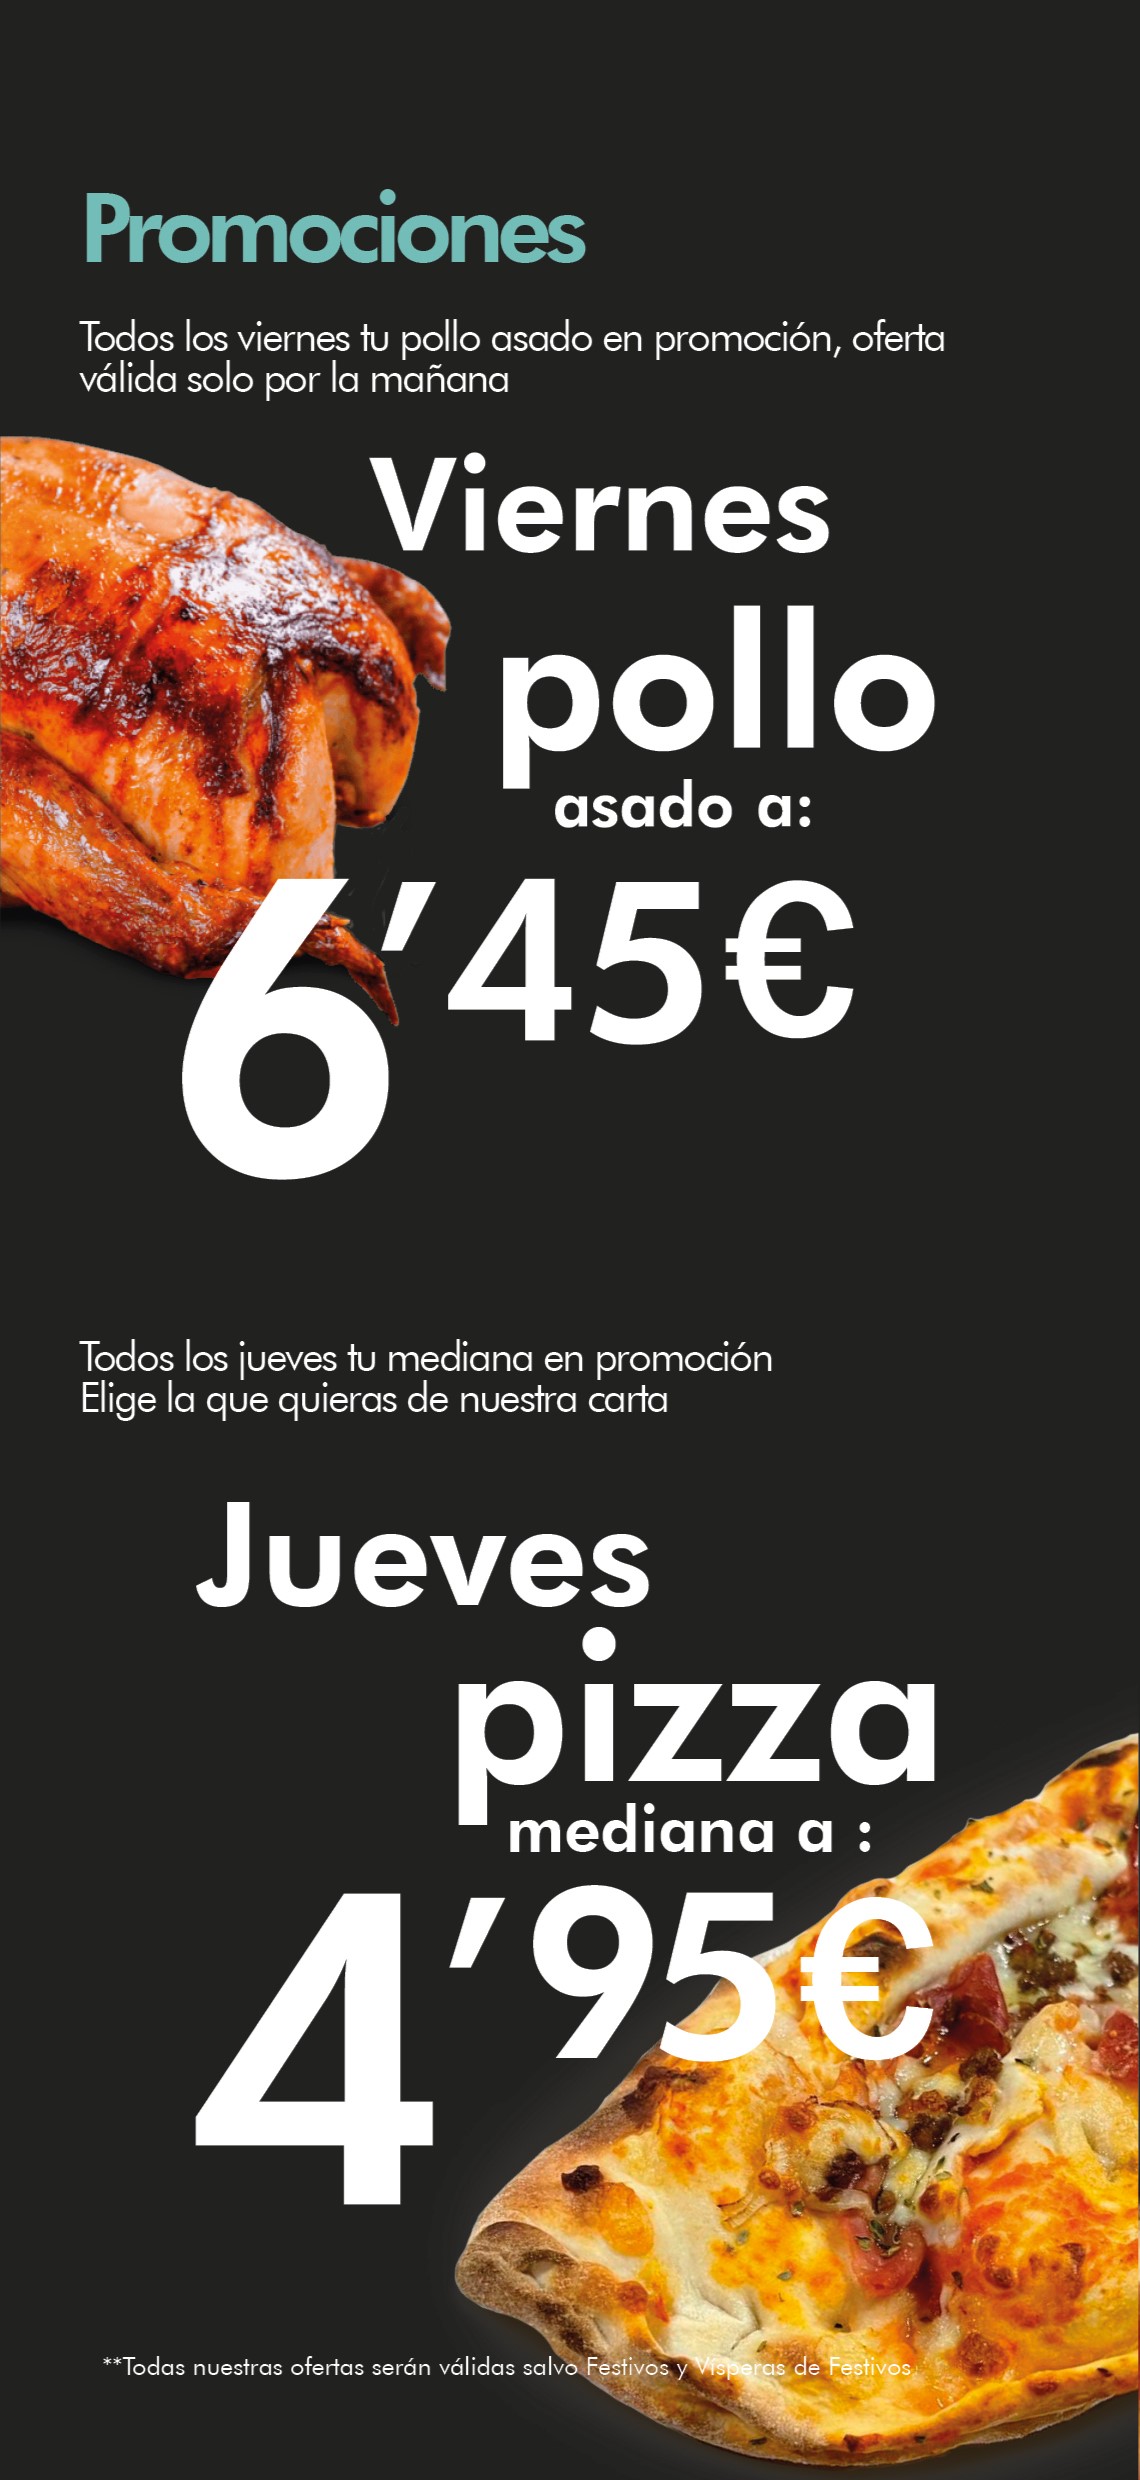 Promociones
Todos los viernes tu pollo asado en promoción, oferta
válida solo por la mañana
Viernes
pollo
asado a:
6’45€
Todos los jueves tu mediana en promoción
Elige la que quieras de nuestra carta
Jueves
pizza
mediana a :
4’95€
**Todas nuestras ofertas serán válidas salvo Festivos y Vísperas de Festivos